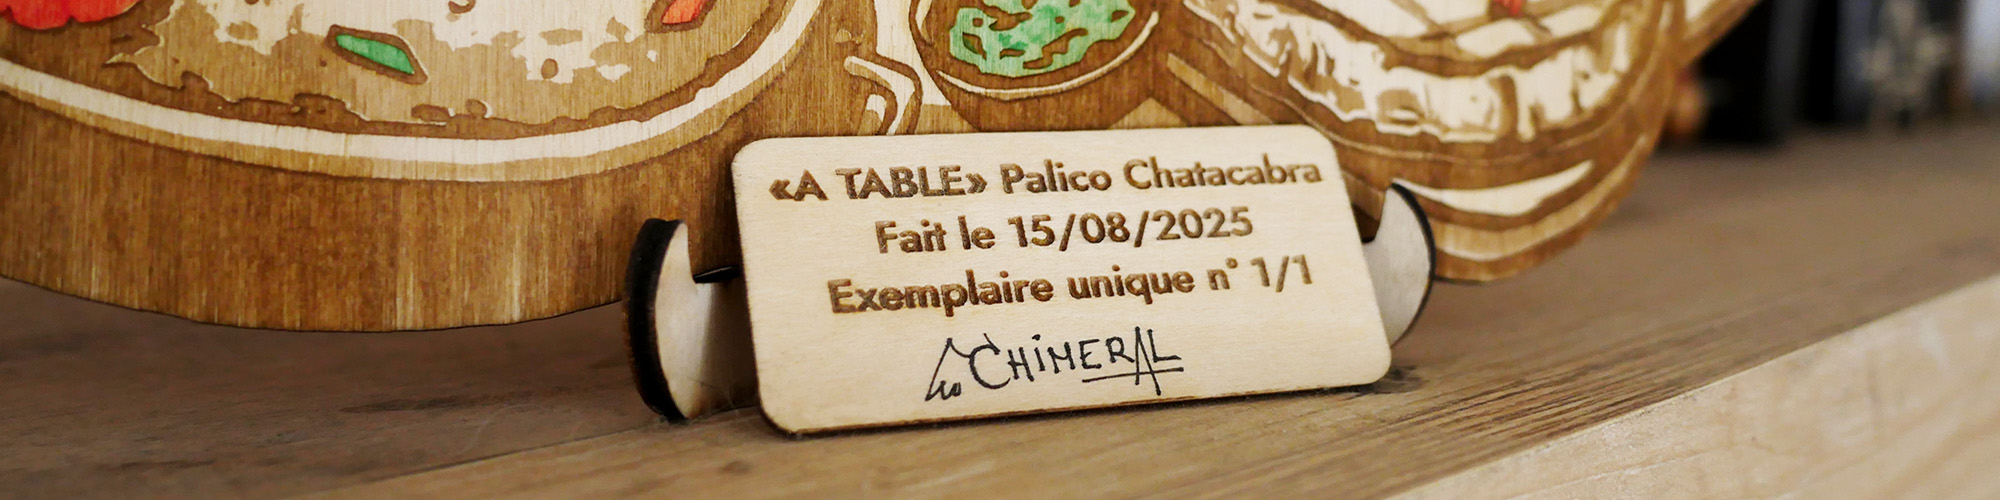 «A TABLE» Palico Chatacabra
Fait le 15/08/2025
Exemplaire unique n° 1/1
CHiMERAL